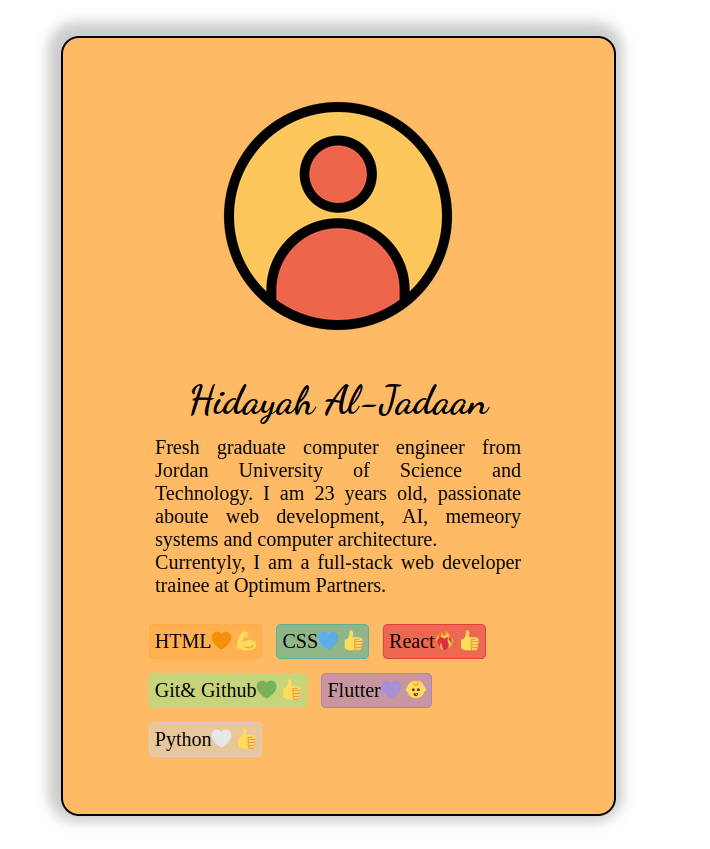 Hidayah Al-Jadaan
Fresh graduate computer engineer from
Jordan University of Science and
Technology. I am 23 years old, passionate
aboute web development, AI, memeory
systems and computer architecture.
Currentyly, I am a full-stack web developer
trainee at Optimum Partners.
HTML🧡💪 CSS💙👍 React❤️‍🔥👍
Git& Github💚👍 Flutter💜👶
Python🤍👍